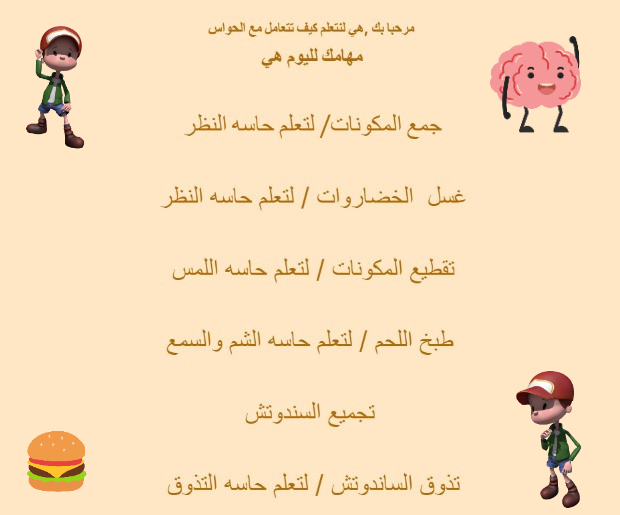 مرحبا بك ,هي لنتعلم كيف نتعامل مع الحواس
مهامك لليوم هي
جمع المكونات/ لتعلم حاسه النظر
غسل الخضاروات / لتعلم حاسه النظر
تقطيع المكونات / لتعلم حاسه اللمس
طبخ اللحم / لتعلم حاسه الشم والسمع
تجميع السندوتش
تذوق الساندوتش / لتعلم حاسه التذوق